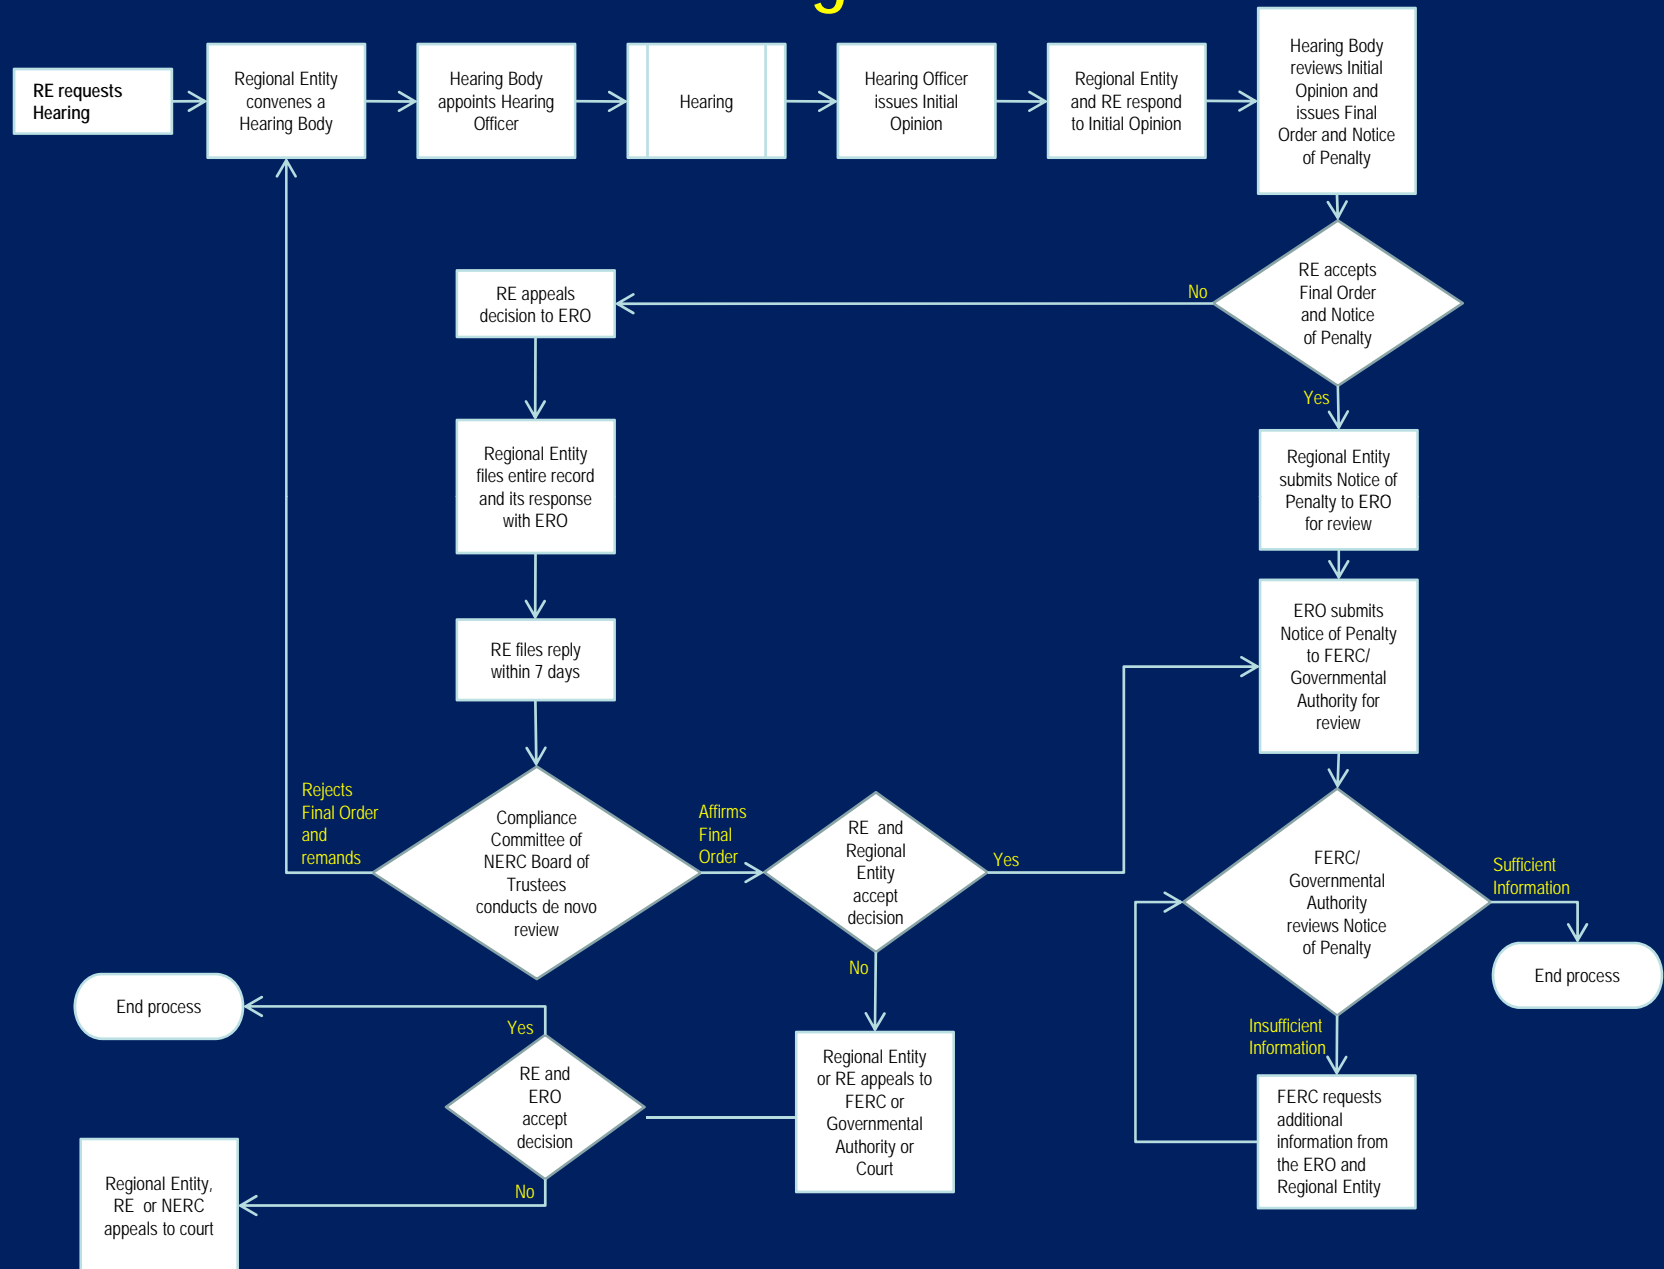 RE requests
Hearing
Regional Entity
convenes a
Hearing Body
Hearing Body
appoints Hearing
Officer
Hearing
Hearing Officer
issues Initial
Opinion
Regional Entity
and RE respond
to Initial Opinion
Hearing Body
reviews Initial
Opinion and
issues Final
Order and Notice
of Penalty
RE accepts
Final Order
and Notice
of Penalty
No
Yes
RE appeals
decision to ERO
Regional Entity
files entire record
and its response
with ERO
RE files reply
within 7 days
Regional Entity
submits Notice of
Penalty to ERO
for review
ERO submits
Notice of Penalty
to FERC/
Governmental
Authority for
review
Rejects
Final Order
and
remands
Compliance
Committee of
NERC Board of
Trustees
conducts de novo
review
Affirms
Final
Order
RE and
Regional
Entity
accept
decision
Yes
No
FERC/
Governmental
Authority
reviews Notice
of Penalty
Sufficient
Information
End process
Insufficient
Information
FERC requests
additional
information from
the ERO and
Regional Entity
Regional Entity
or RE appeals to
FERC or
Governmental
Authority or
Court
RE and
ERO
accept
decision
Yes
End process
No
Regional Entity,
RE or NERC
appeals to court